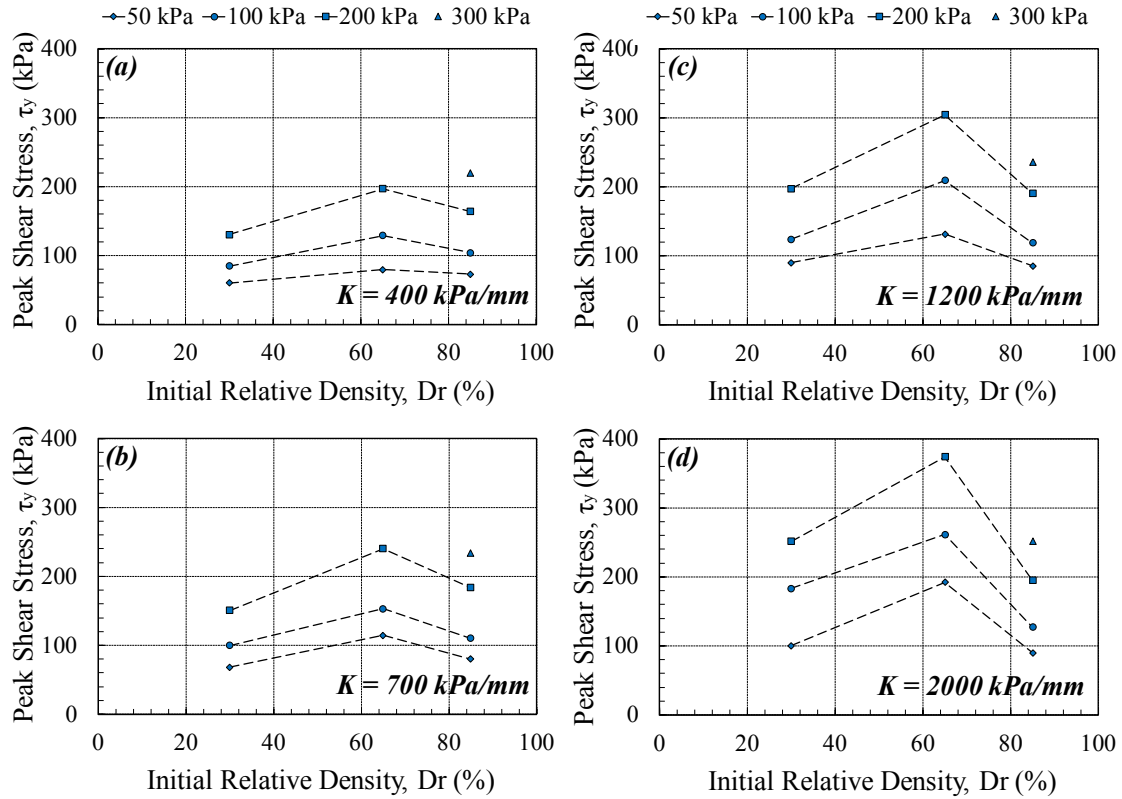 50 kPa 100 kPa 200 kPa 300 kPa
(a)
Peak Shear Stress, τy (kPa)
400
300
200
100
0
K = 400 kPa/mm
0 20 40 60 80 100
Initial Relative Density, Dr (%)
(b)
Peak Shear Stress, τy (kPa)
400
300
200
100
0
K = 700 kPa/mm
0 20 40 60 80 100
Initial Relative Density, Dr (%)
50 kPa 100 kPa 200 kPa 300 kPa
(c)
Peak Shear Stress, τy (kPa)
400
300
200
100
0
K = 1200 kPa/mm
0 20 40 60 80 100
Initial Relative Density, Dr (%)
(d)
Peak Shear Stress, τy (kPa)
400
300
200
100
0
K = 2000 kPa/mm
0 20 40 60 80 100
Initial Relative Density, Dr (%)